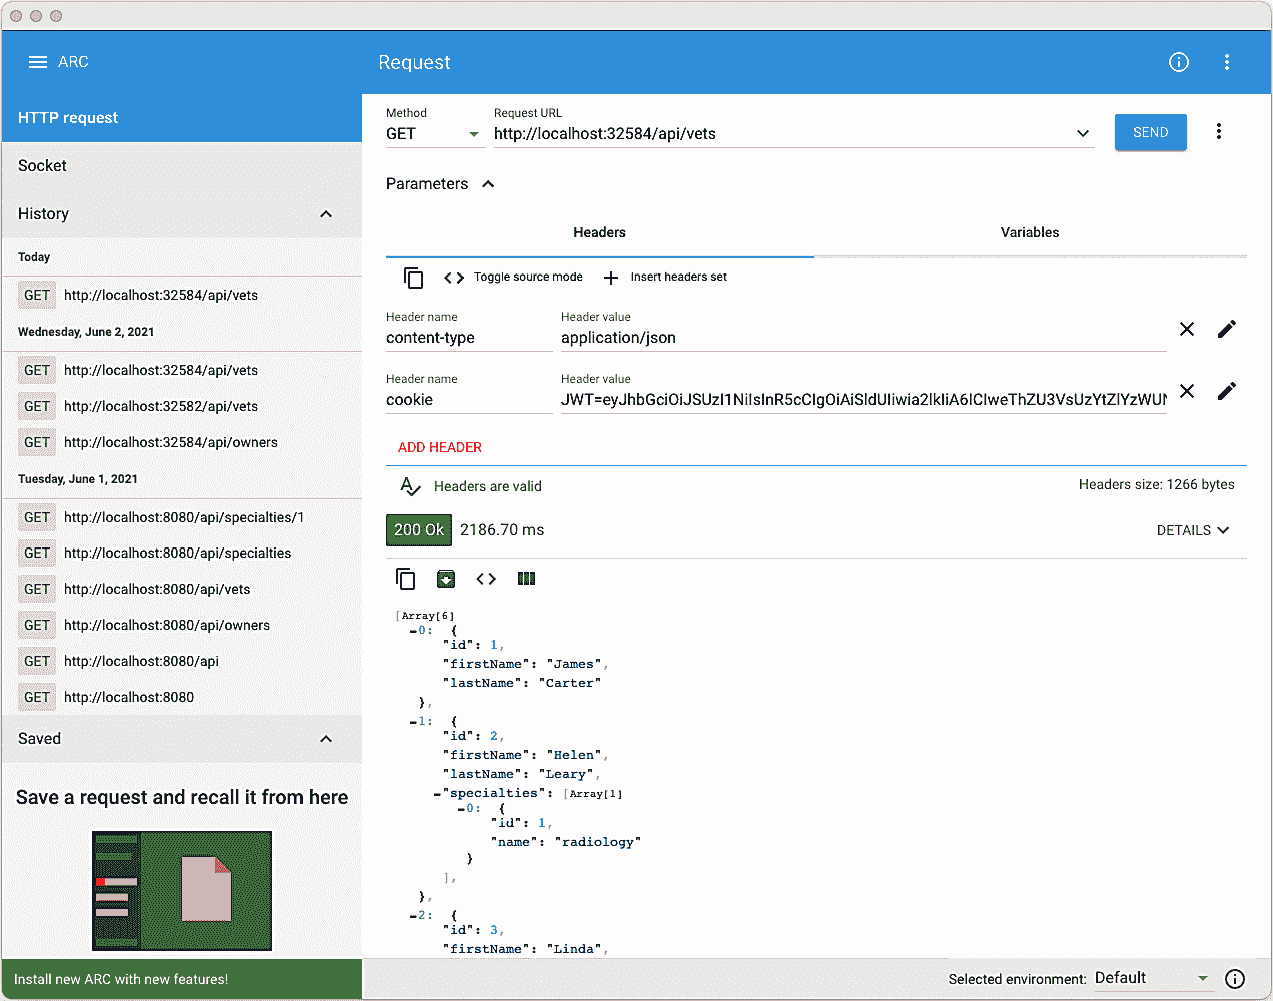 ARC
Request
HTTP request
Socket
History
Today
GET http://localhost:32584/api/vets
Wednesday, June 2, 2021
GET http://localhost:32584/api/vets
GET http://localhost:32582/api/vets
GET http://localhost:32584/api/owners
Tuesday, June 1, 2021
GET http://localhost:8080/api/specialties/1
GET http://localhost:8080/api/specialties
GET http://localhost:8080/api/vets
GET http://localhost:8080/api/owners
GET http://localhost:8080/api
GET http://localhost:8080
Saved
Save a request and recall it from here
Install new ARC with new features!
Method
GET
Request URL
http://localhost:32584/api/vets
SEND
Parameters
Headers Variables
Toggle source mode Insert headers set
Header name Header value
content-type application/json
Header name Header value
cookie
ADD HEADER
Headers are valid Headers size: 1266 bytes
200 Ok 2186.70 ms DETAILS
[Array[6]
0: {
"id": 1,
"firstName": "James",
"lastName": "Carter"
},
1: {
"id": 2,
"firstName": "Helen",
"lastName": "Leary",
"specialties": [Array[1]
0: {
"id": 1,
"name": "radiology"
}
],
},
2: {
"id": 3,
"firstName": "Linda",
Selected environment: Default